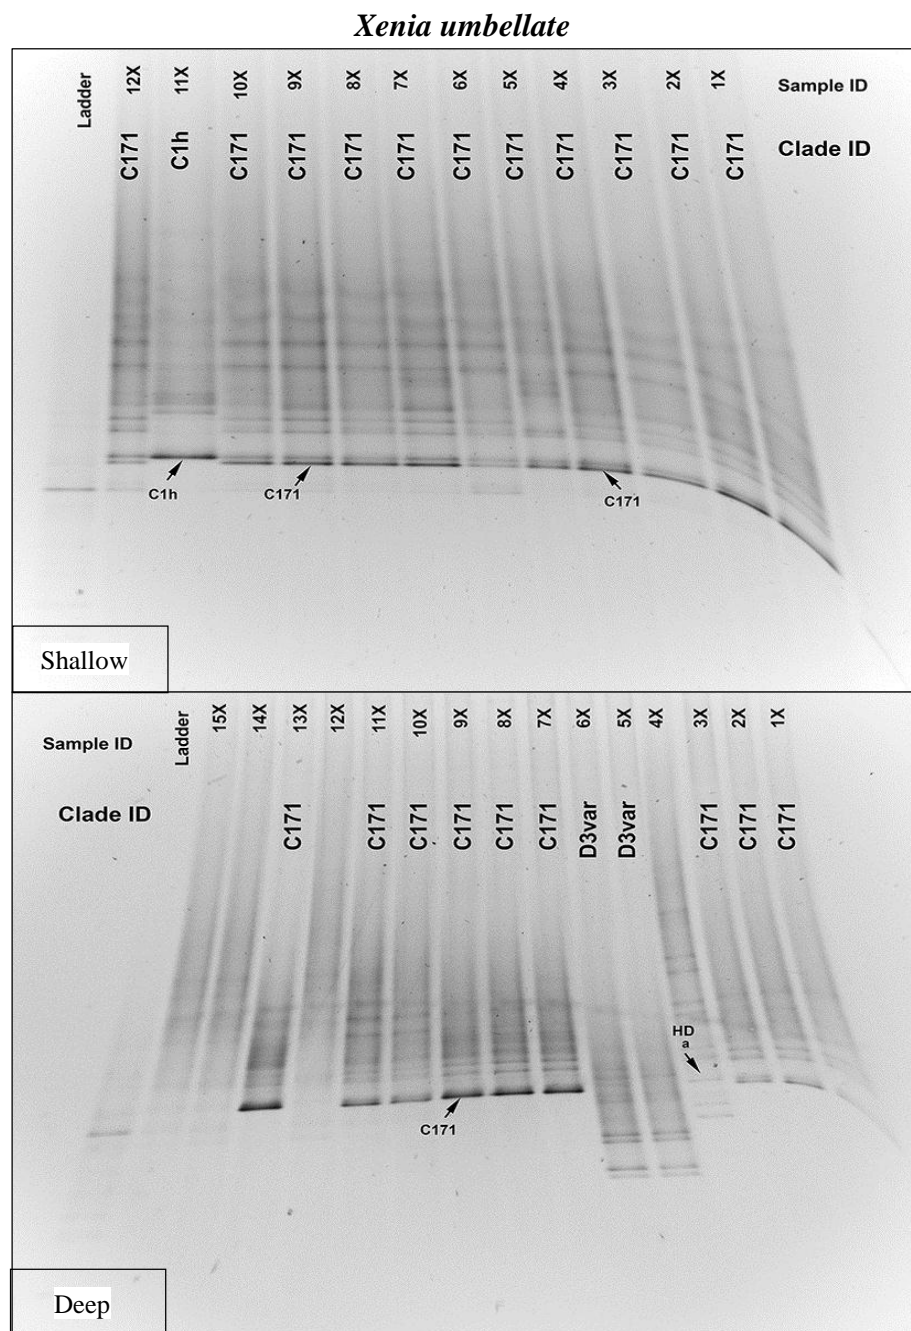 Xenia umbellate
Ladder 12X 11X 10X 9X 8X 7X 6X 5X 4X 3X 2X 1X Sample ID
C171 C1h C171 C171 C171 C171 C171 C171 C171 C171 C171 C171 Clade ID
C1h C171 C171
Shallow
Sample ID Ladder 15X 14X 13X 12X 11X 10X 9X 8X 7X 6X 5X 4X 3X 2X 1X
Clade ID C171 C171 C171 C171 C171 C171 D3var D3var C171 C171 C171
HD
a
C171
Deep